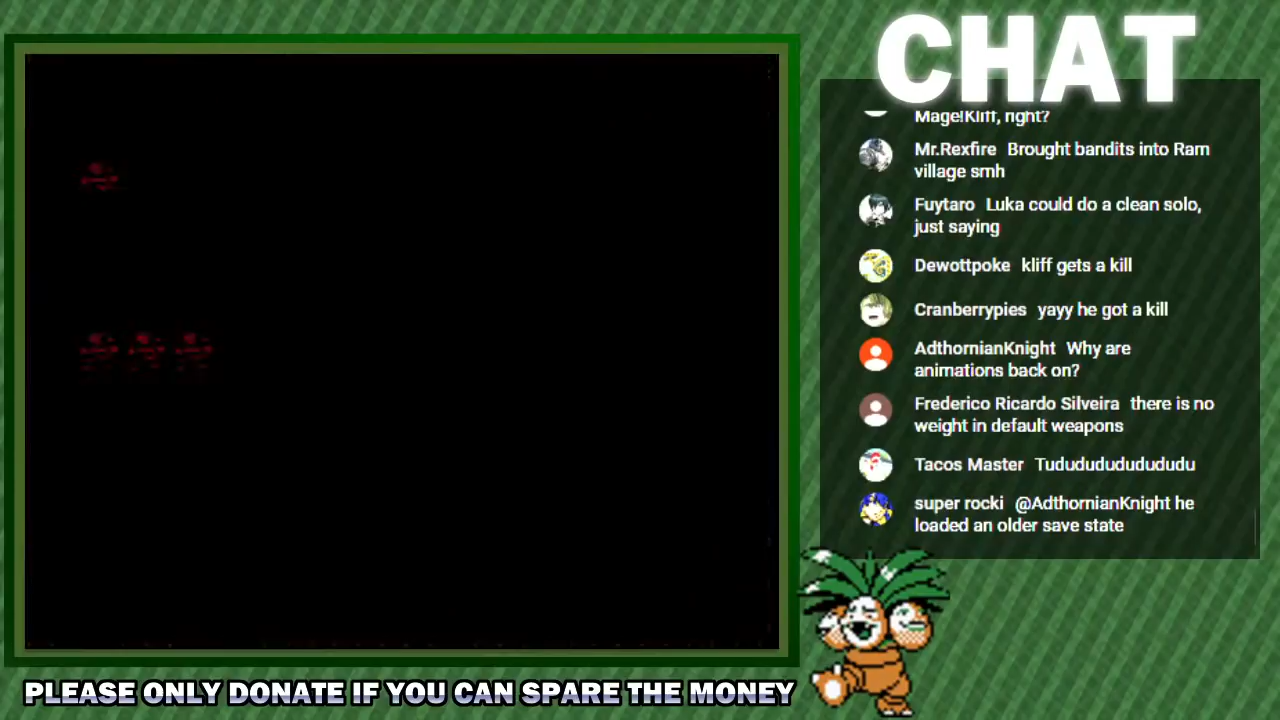 CHAT
Mage!Kliff, right?
Mr.Rexfire Brought bandits into Ram
village smh
Fuytaro Luka could do a clean solo,
just saying
Dewottpoke kliff gets a kill
Cranberrypies yayy he got a kill
AdthornianKnight Why are
animations back on?
Frederico Ricardo Silveira there is no
weight in default weapons
Tacos Master Tudududududududu
super rocki @AdthornianKnight he
loaded an older save state
PLEASE ONLY DONATE IF YOU CAN SPARE THE MONEY